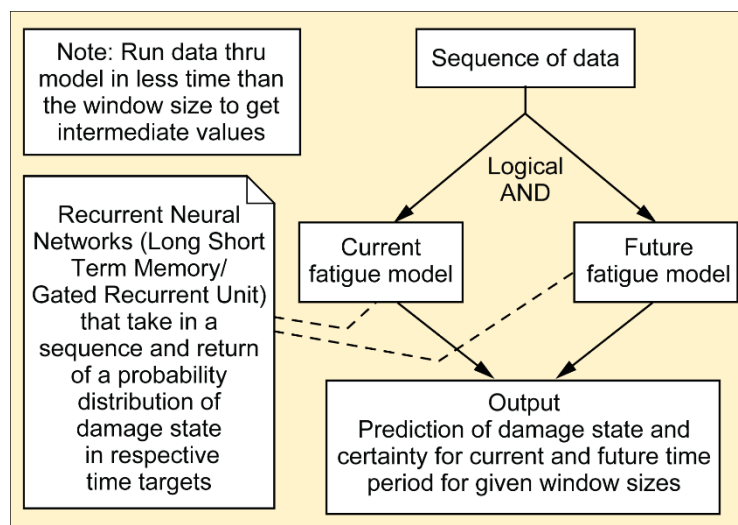 Note: Run data thru
model in less time than
the window size to get
intermediate values
Sequence of data
Logical
AND
Recurrent Neural
Networks (Long Short
Term Memory/
Gated Recurrent Unit)
that take in a
sequence and return
of a probability
distribution of
damage state
in respective
time targets
Current
fatigue model
Future
fatigue model
Output
Prediction of damage state and
certainty for current and future time
period for given window sizes